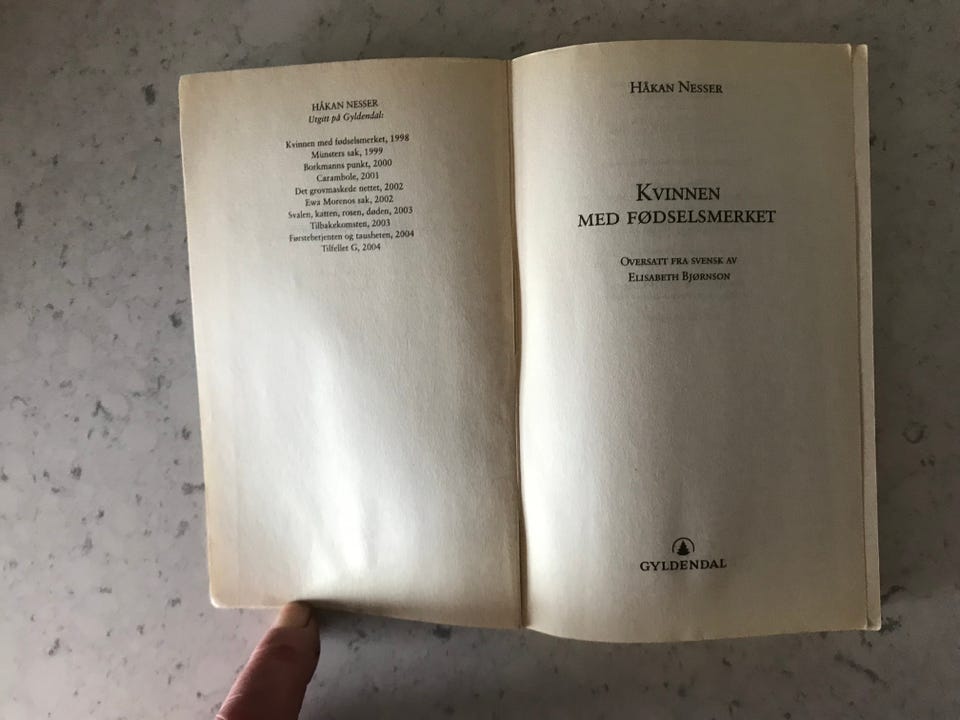 HÅKAN NESSER
Utgitt på Gyldendal:
Kvinnen med fødselsmerket, 1998
Münsters sak, 1999
Borkmanns punkt, 2000
Carambole, 2001
Det grovmaskede nettet, 2002
Ewa Morenos sak, 2002
Svalen, katten, rosen, døden, 2003
Tilbakekomsten, 2003
Førstebetjenten og tausheten, 2004
Tilfellet G, 2004
HÅKAN NESSER
KVINNEN
MED FØDSELSMERKET
OVERSATT FRA SVENSK AV
ELISABETH BJØRNSON
GYLDENDAL